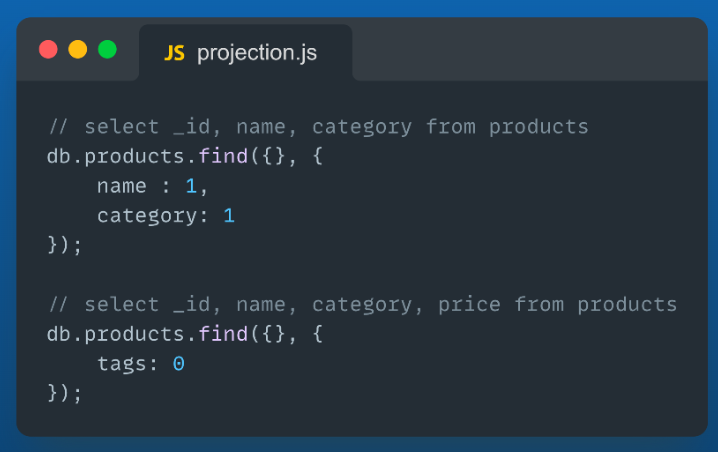 JS projection.js
// select _id, name, category from products
db.products.find({}, {
    name : 1,
    category: 1
});
// select _id, name, category, price from products
db.products.find({}, {
    tags: 0
});